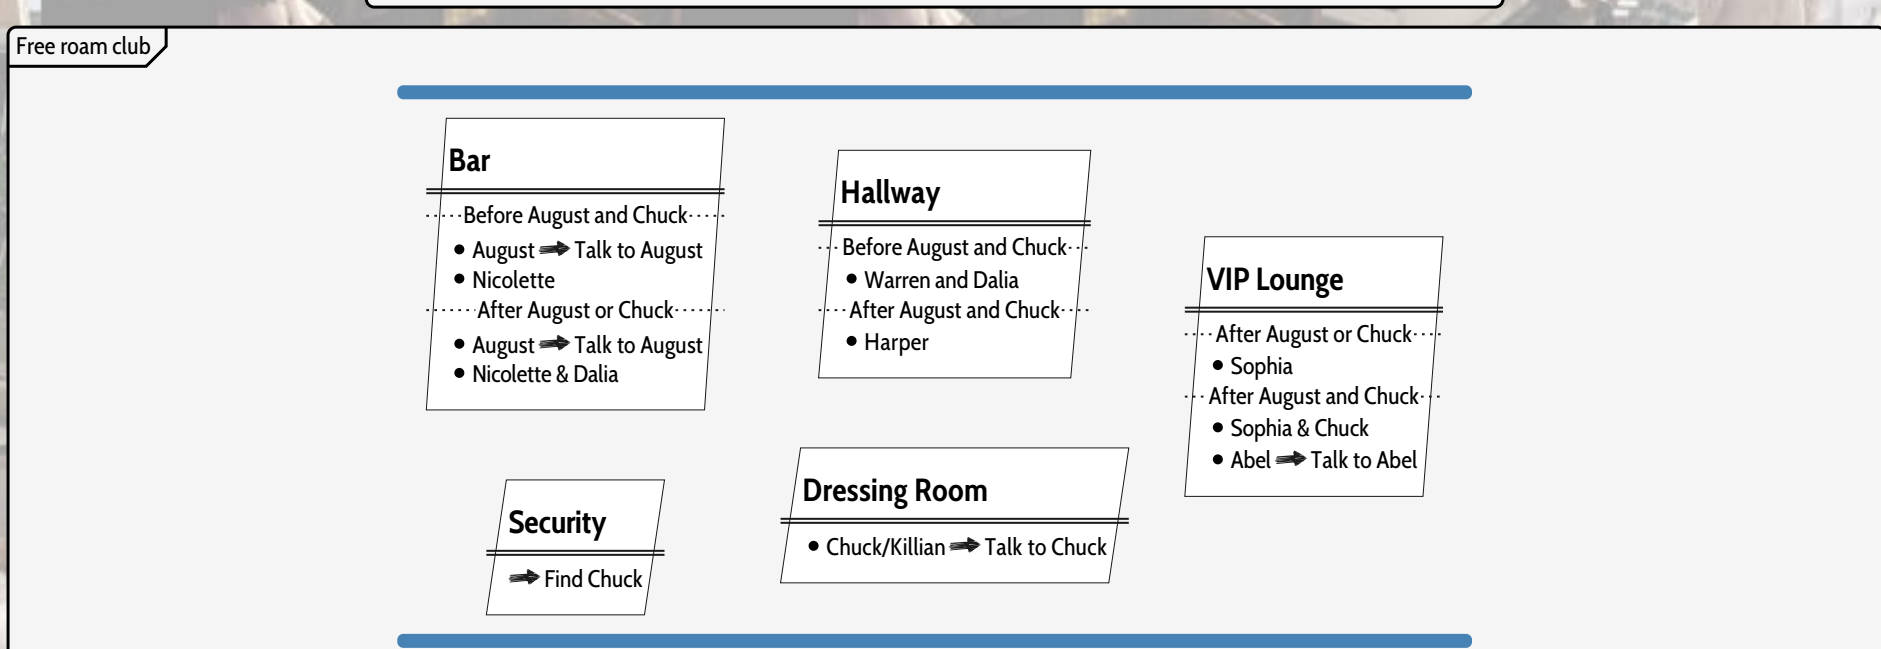 Free roam club
Bar
Before August and Chuck
• August ➡ Talk to August
• Nicolette
After August or Chuck
• August ➡ Talk to August
• Nicolette & Dalia
Hallway
Before August and Chuck
• Warren and Dalia
After August and Chuck
• Harper
VIP Lounge
After August or Chuck
• Sophia
After August and Chuck
• Sophia & Chuck
• Abel ➡ Talk to Abel
Security
➡ Find Chuck
Dressing Room
• Chuck/Killian ➡ Talk to Chuck